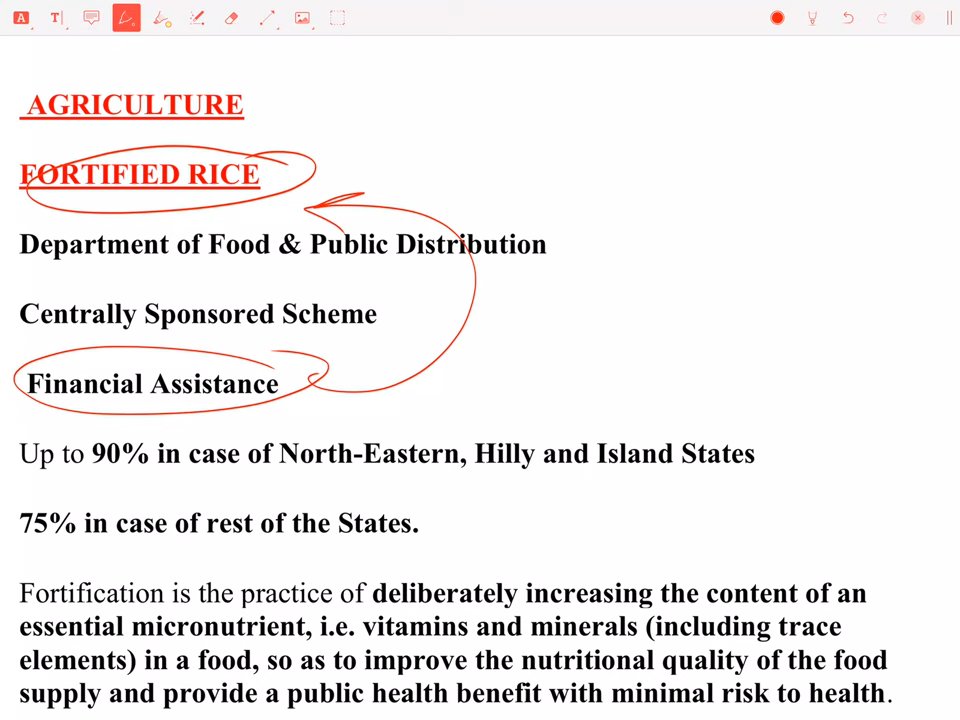 AGRICULTURE
FORTIFIED RICE
Department of Food & Public Distribution
Centrally Sponsored Scheme
Financial Assistance
Up to 90% in case of North-Eastern, Hilly and Island States
75% in case of rest of the States.
Fortification is the practice of deliberately increasing the content of an
essential micronutrient, i.e. vitamins and minerals (including trace
elements) in a food, so as to improve the nutritional quality of the food
supply and provide a public health benefit with minimal risk to health.